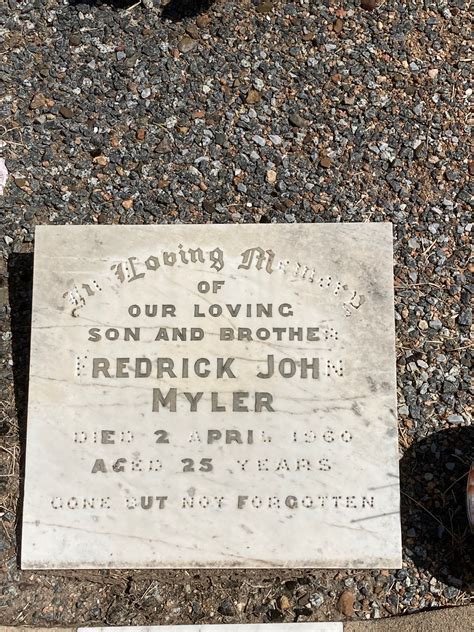 In Loving Memory
OF
OUR LOVING
SON AND BROTHER
FREDRICK JOHN
MYLER
DIED 2 APRIL 1960
AGED 25 YEARS
GONE BUT NOT FORGOTTEN